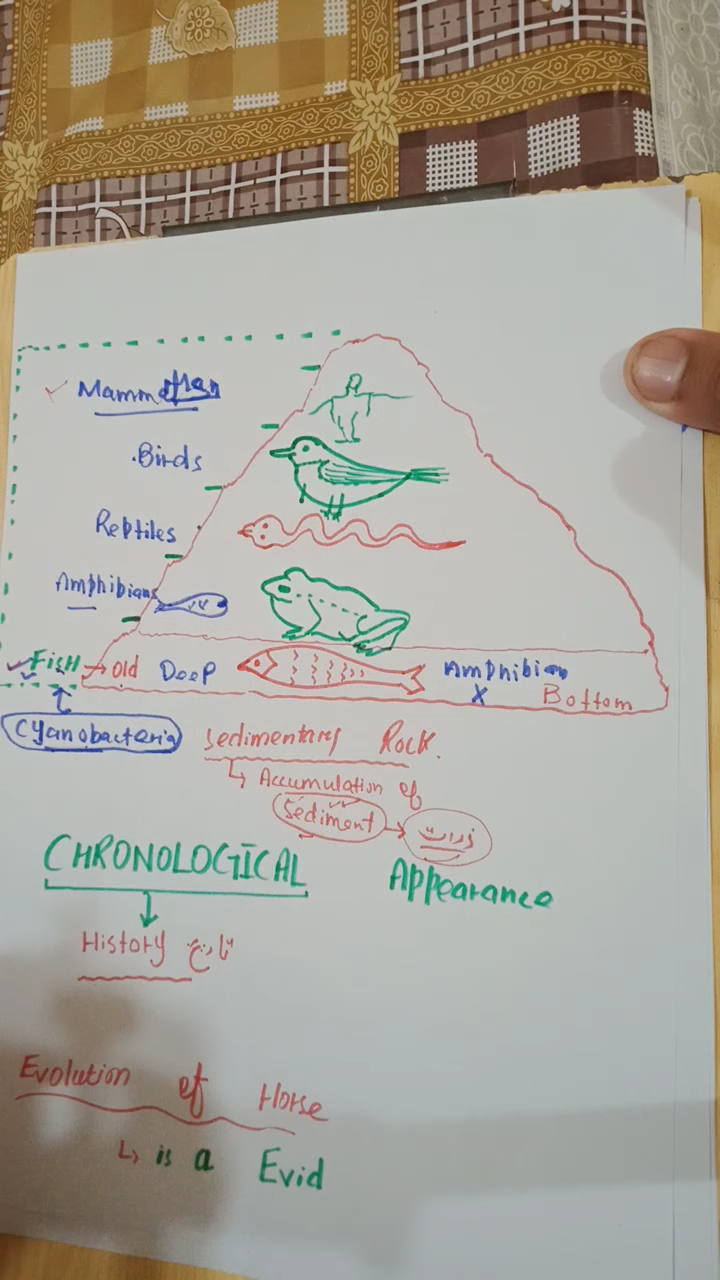 Mammals
Birds
Reptiles
Amphibians
FisH → old Deep Amphibian
X Bottom
Cyanobacteria Sedimentary Rock.
↳ Accumulation of
Sediment → ذرات
CHRONOLOGICAL Appearance
History تاریخ
Evolution of Horse
↳ is a Evid